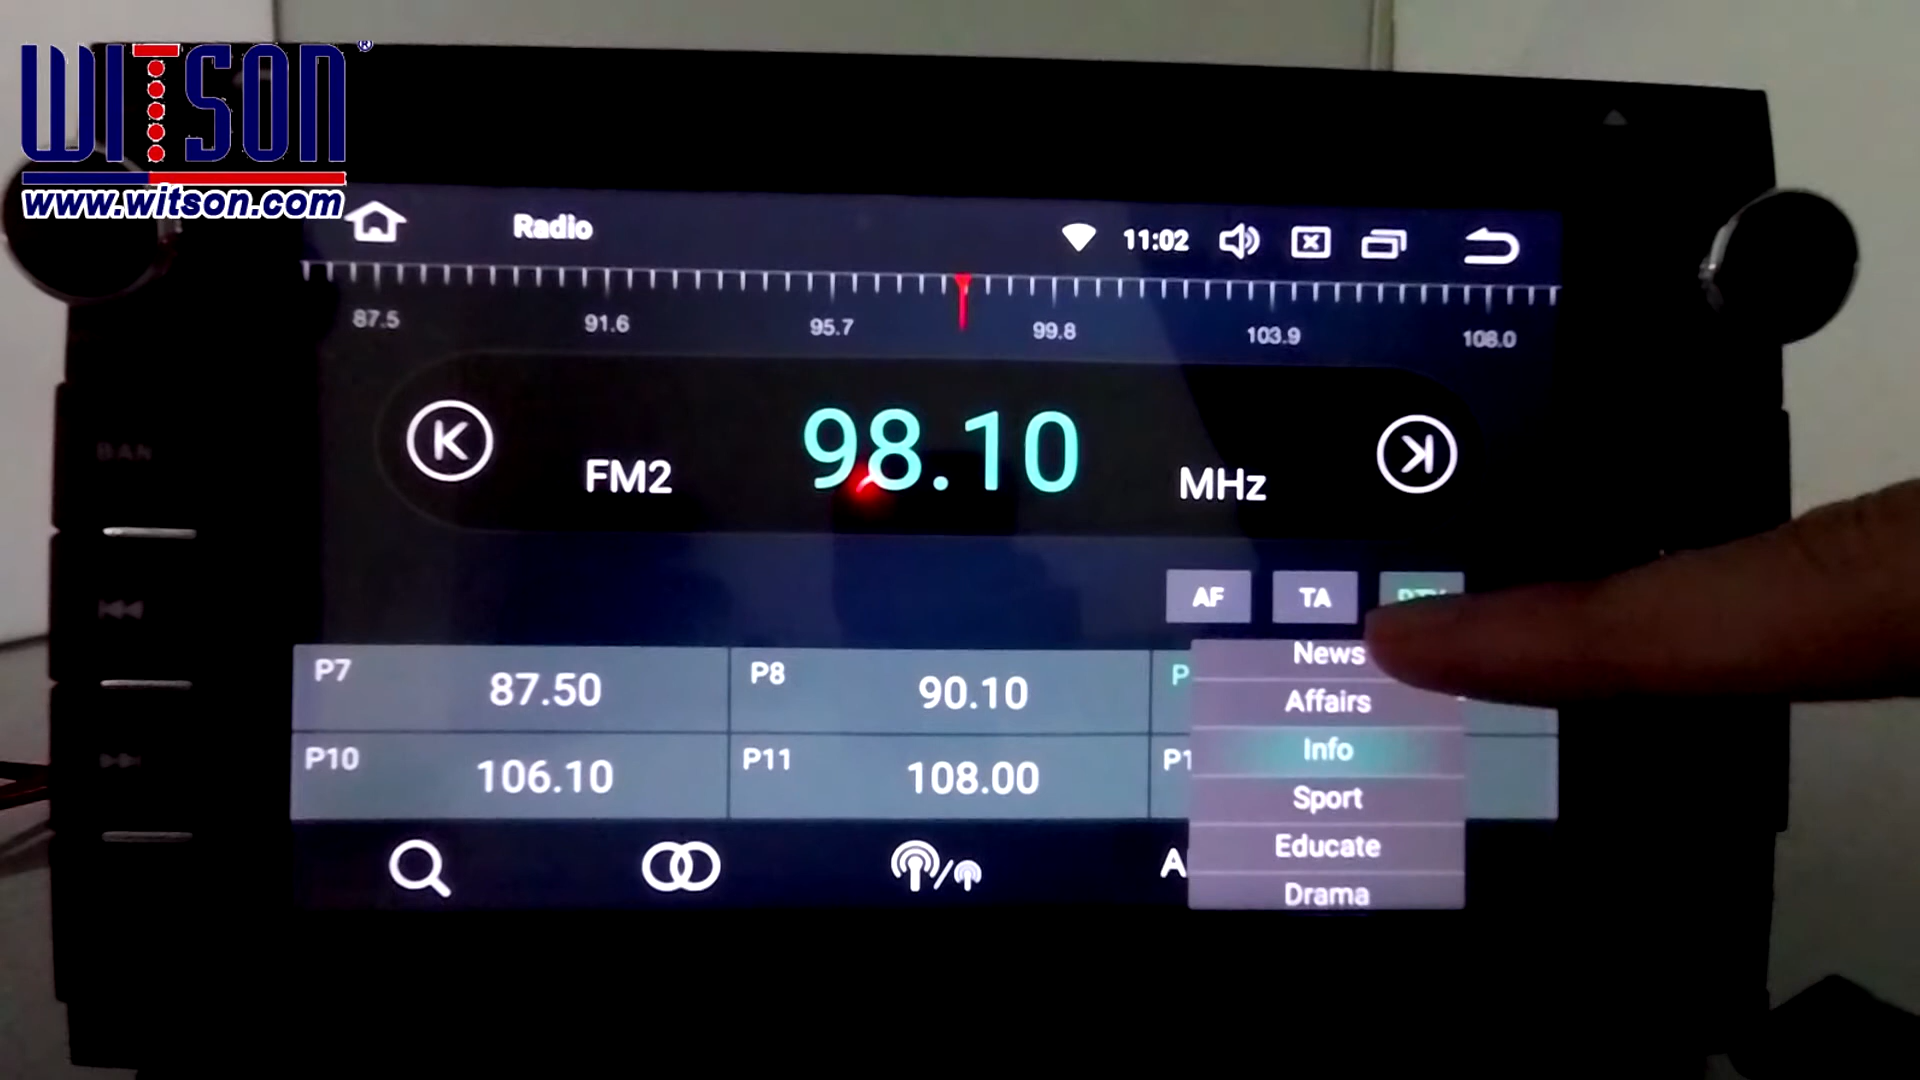 WITSON®
www.witson.com
Radio
11:02
87.5 91.6 95.7 99.8 103.9 108.0
FM2 98.10 MHz
AF TA
P7 87.50 P8 90.10 P
P10 106.10 P11 108.00 P1
News
Affairs
Info
Sport
Educate
Drama
BAN
A